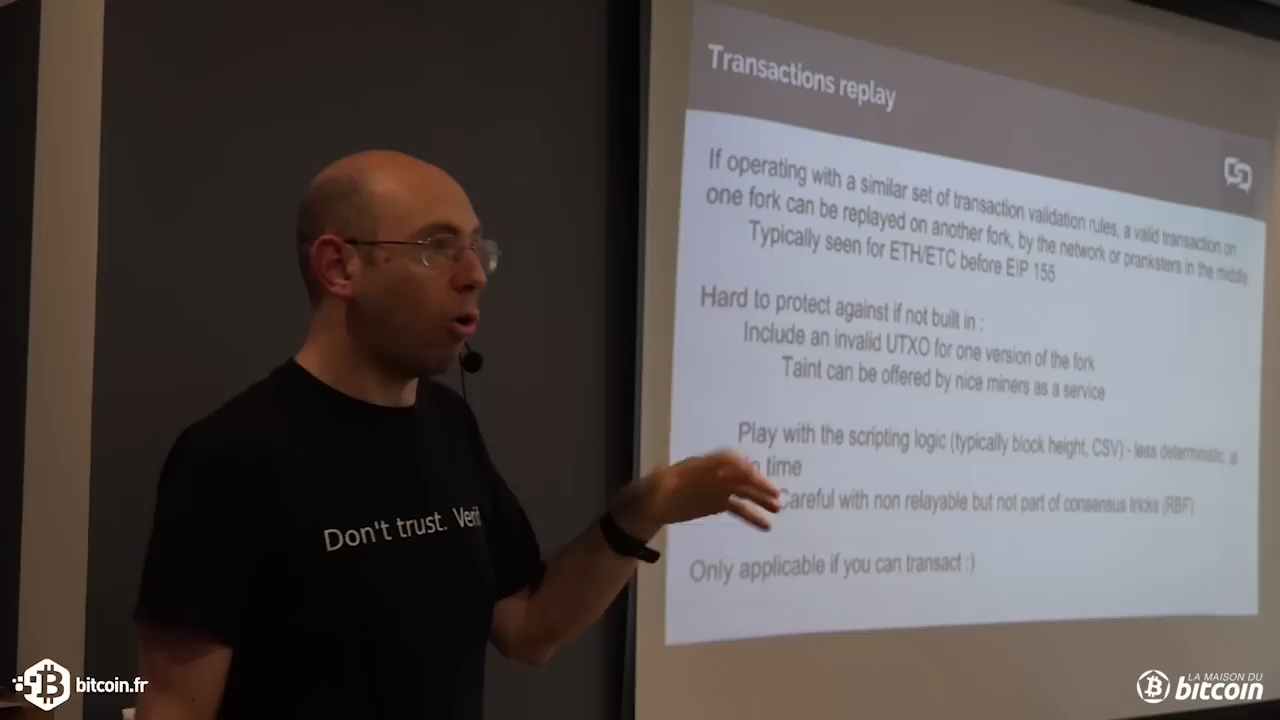 Transactions replay
If operating with a similar set of transaction validation rules, a valid transaction on
one fork can be replayed on another fork, by the network or pranksters in the middle
Typically seen for ETH/ETC before EIP 155
Hard to protect against if not built in :
Include an invalid UTXO for one version of the fork
Taint can be offered by nice miners as a service
Play with the scripting logic (typically block height, CSV) - less deterministic, at
in time
Careful with non relayable but not part of consensus tricks (RBF)
Only applicable if you can transact :)
Don't trust. Verif
bitcoin.fr
LA MAISON DU
bitcoin